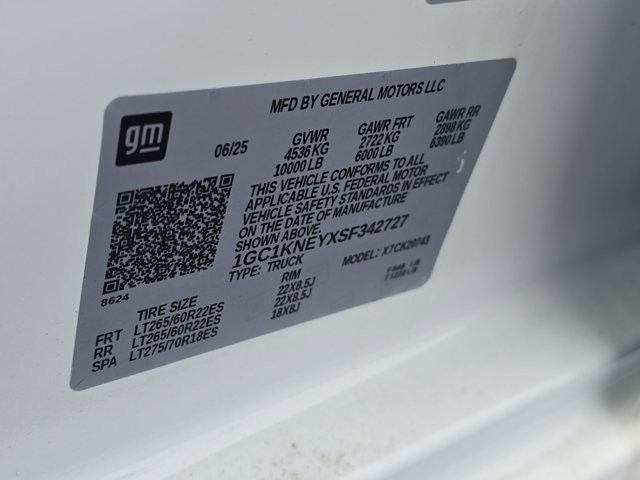 MFD BY GENERAL MOTORS LLC
gm
06/25
GVWR
4536 KG
10000 LB
GAWR FRT
2722 KG
6000 LB
GAWR RR
2898 KG
6390 LB
THIS VEHICLE CONFORMS TO ALL
APPLICABLE U.S. FEDERAL MOTOR
VEHICLE SAFETY STANDARDS IN EFFECT
ON THE DATE OF MANUFACTURE
SHOWN ABOVE.
1GC1KNEYXSF342727
TYPE: TRUCK
MODEL: X7CK20743
8624
TIRE SIZE RIM
FRT LT265/60R22ES 22X8.5J
RR LT265/60R22ES 22X8.5J
SPA LT275/70R18ES 18X8J